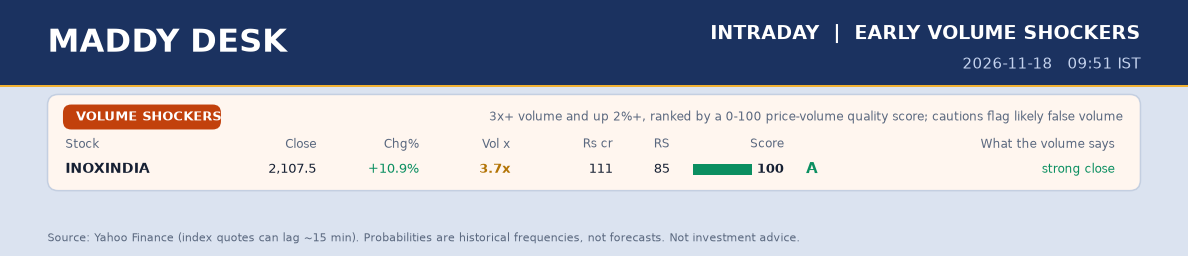 MADDY DESK
INTRADAY | EARLY VOLUME SHOCKERS
2026-11-18 09:51 IST
VOLUME SHOCKERS
3x+ volume and up 2%+, ranked by a 0-100 price-volume quality score; cautions flag likely false volume
Stock Close Chg% Vol x Rs cr RS Score What the volume says
INOXINDIA 2,107.5 +10.9% 3.7x 111 85 100 A strong close
Source: Yahoo Finance (index quotes can lag ~15 min). Probabilities are historical frequencies, not forecasts. Not investment advice.